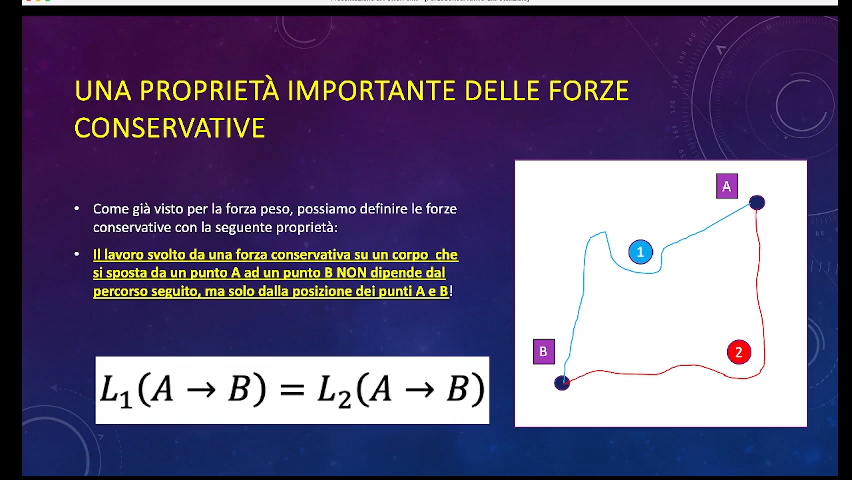 UNA PROPRIETÀ IMPORTANTE DELLE FORZE
CONSERVATIVE
• Come già visto per la forza peso, possiamo definire le forze
conservative con la seguente proprietà:
• Il lavoro svolto da una forza conservativa su un corpo che
si sposta da un punto A ad un punto B NON dipende dal
percorso seguito, ma solo dalla posizione dei punti A e B!
L₁(A → B) = L₂(A → B)
A
1
B
2